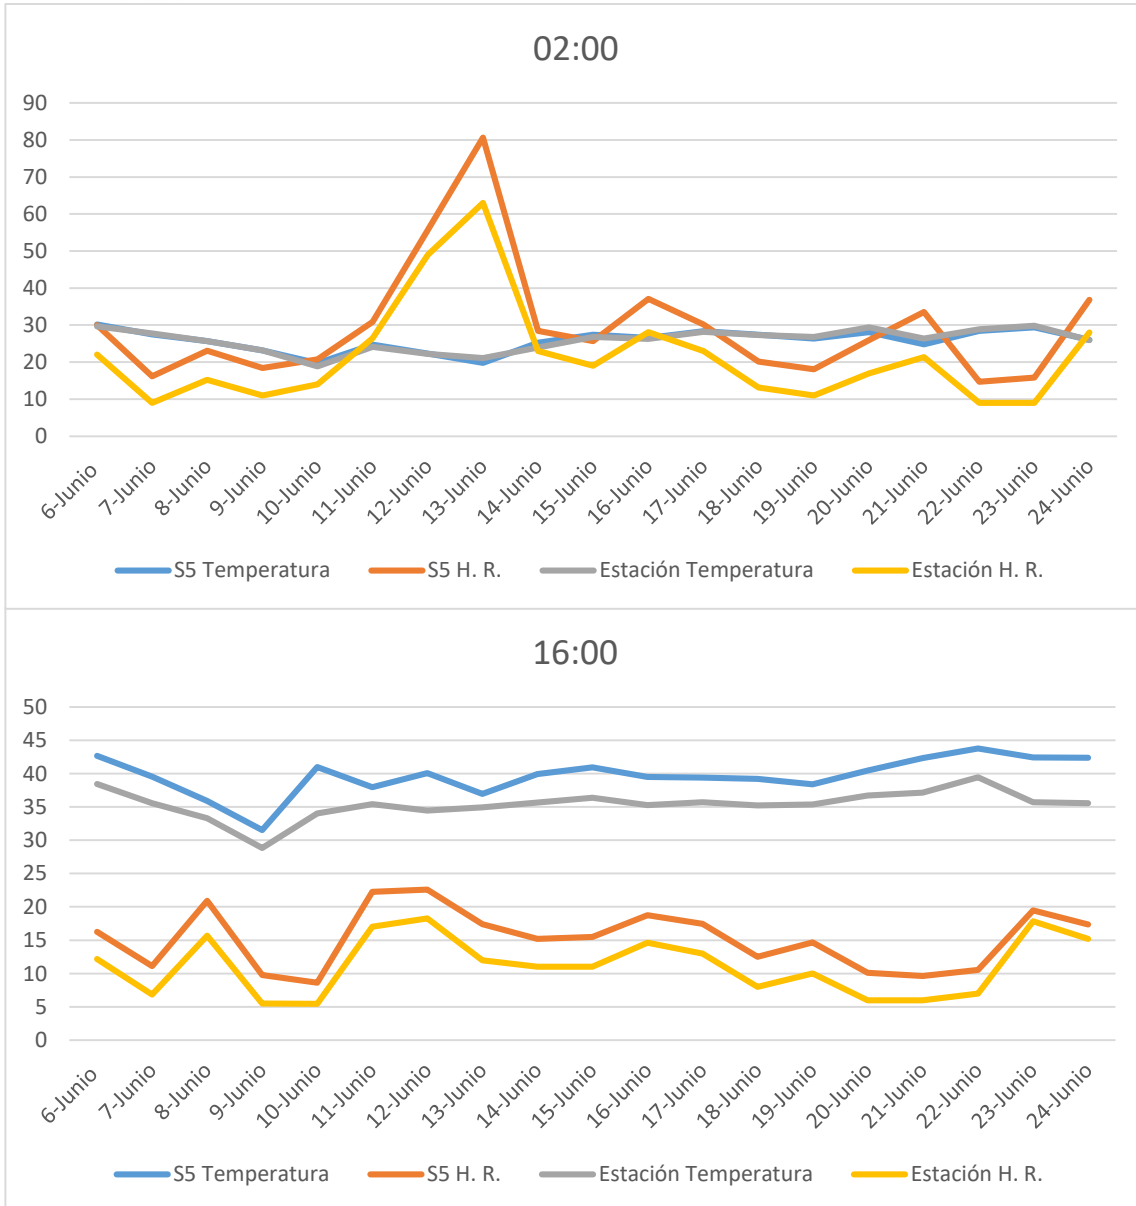 02:00
90
80
70
60
50
40
30
20
10
0
6-Junio
7-Junio
8-Junio
9-Junio
10-Junio
11-Junio
12-Junio
13-Junio
14-Junio
15-Junio
16-Junio
17-Junio
18-Junio
19-Junio
20-Junio
21-Junio
22-Junio
23-Junio
24-Junio
S5 Temperatura S5 H. R. Estación Temperatura Estación H. R.
16:00
50
45
40
35
30
25
20
15
10
5
0
6-Junio
7-Junio
8-Junio
9-Junio
10-Junio
11-Junio
12-Junio
13-Junio
14-Junio
15-Junio
16-Junio
17-Junio
18-Junio
19-Junio
20-Junio
21-Junio
22-Junio
23-Junio
24-Junio
S5 Temperatura S5 H. R. Estación Temperatura Estación H. R.